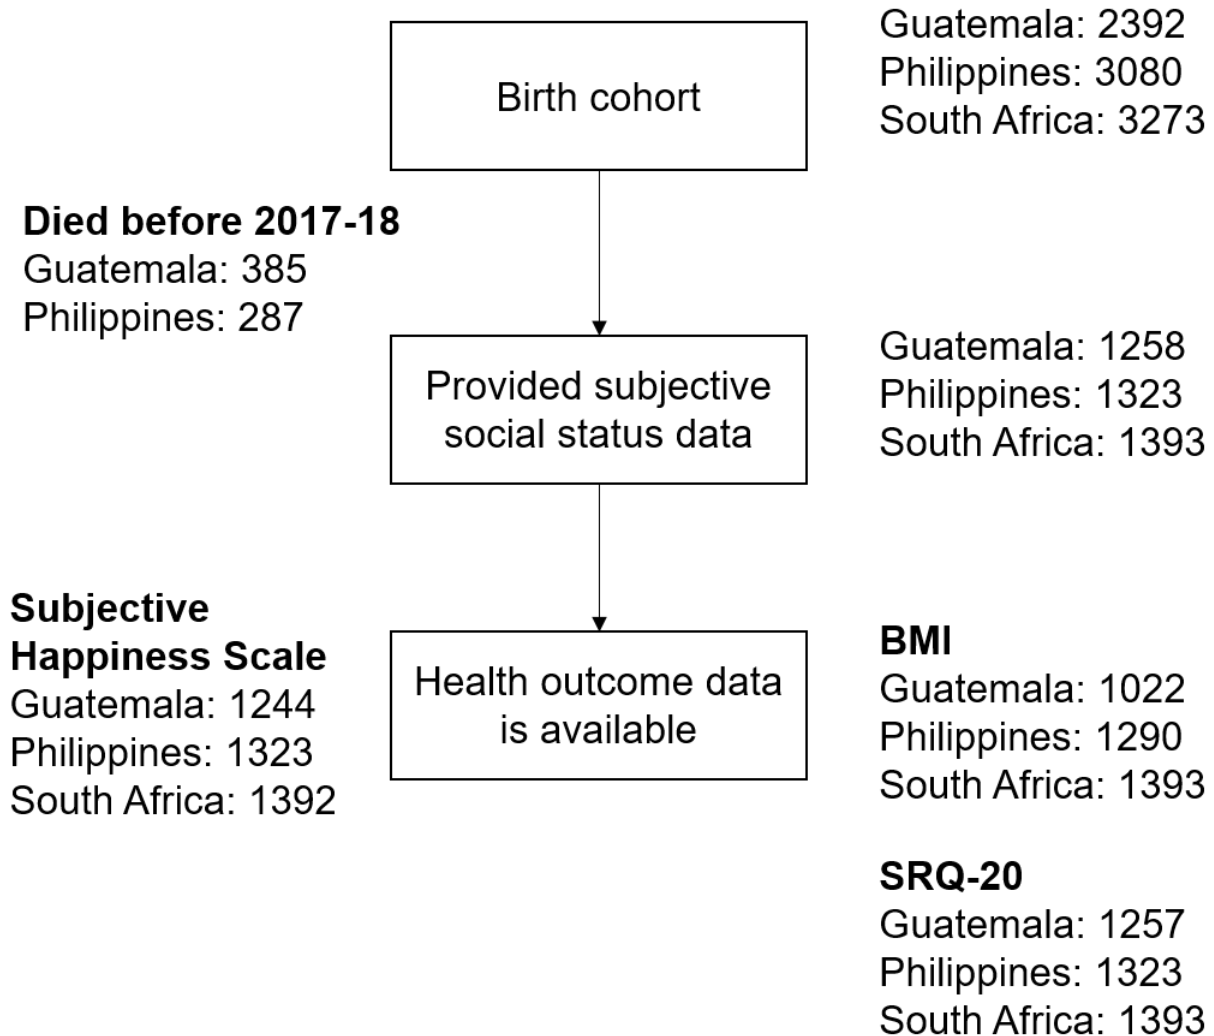 Birth cohort
Guatemala: 2392
Philippines: 3080
South Africa: 3273
Died before 2017-18
Guatemala: 385
Philippines: 287
Provided subjective
social status data
Guatemala: 1258
Philippines: 1323
South Africa: 1393
Subjective
Happiness Scale
Guatemala: 1244
Philippines: 1323
South Africa: 1392
Health outcome data
is available
BMI
Guatemala: 1022
Philippines: 1290
South Africa: 1393
SRQ-20
Guatemala: 1257
Philippines: 1323
South Africa: 1393